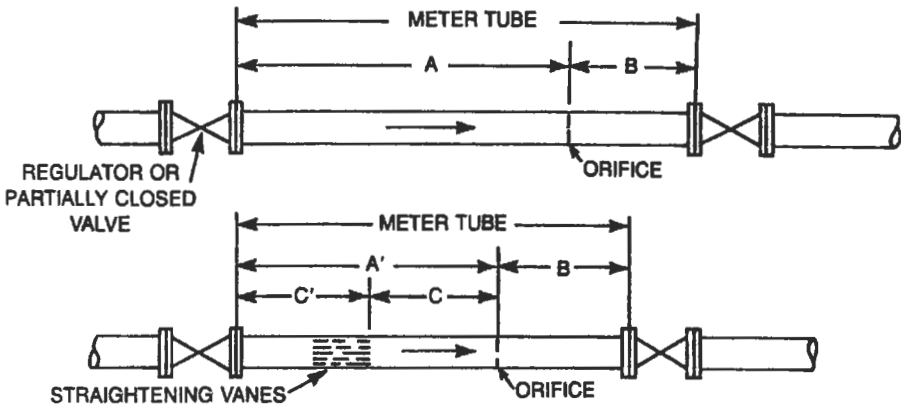 METER TUBE
A
B
REGULATOR OR
PARTIALLY CLOSED
VALVE
ORIFICE
METER TUBE
A'
B
C'
C
STRAIGHTENING VANES
ORIFICE